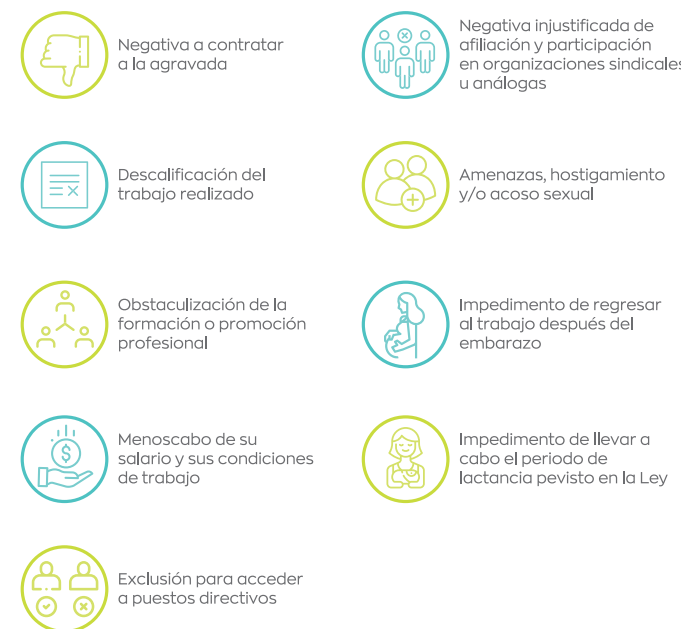 Negativa a contratar
a la agravada
Descalificación del
trabajo realizado
Obstaculización de la
formación o promoción
profesional
Menoscabo de su
salario y sus condiciones
de trabajo
Exclusión para acceder
a puestos directivos
Negativa injustificada de
afiliación y participación
en organizaciones sindicales
u análogas
Amenazas, hostigamiento
y/o acoso sexual
Impedimento de regresar
al trabajo después del
embarazo
Impedimento de llevar a
cabo el periodo de
lactancia pevisto en la Ley